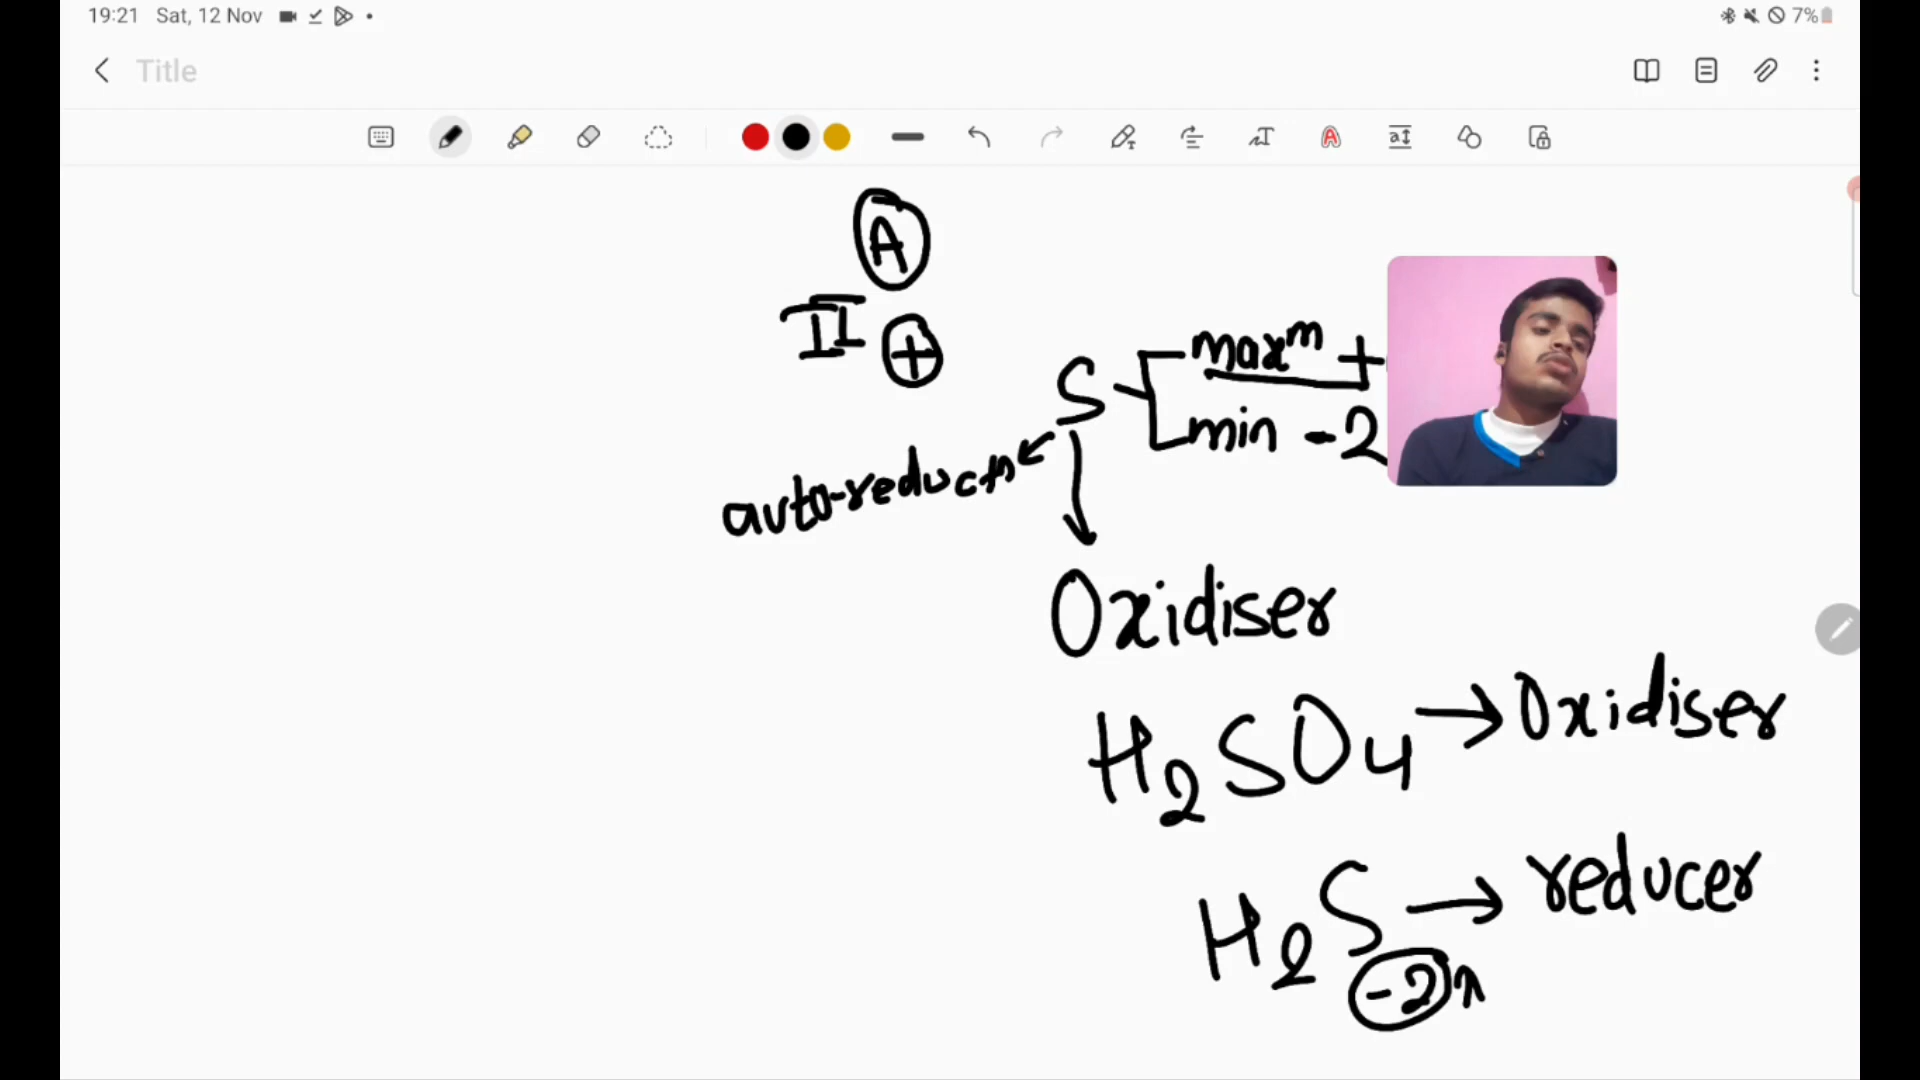 19:21 Sat, 12 Nov 7%
Title
A
II +
S maxᵐ +
min -2
auto-reductn
Oxidiser
H₂SO₄ → Oxidiser
H₂S → reducer
-2